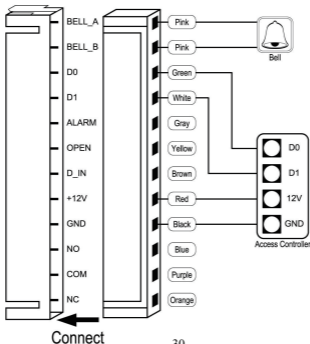 BELL_A Pink
BELL_B Pink
Bell
D0 Green
D1 White
ALARM Gray
OPEN Yellow D0
D_IN Brown D1
+12V Red 12V
GND Black GND
Access Controller
NO Blue
COM Purple
NC Orange
Connect
30